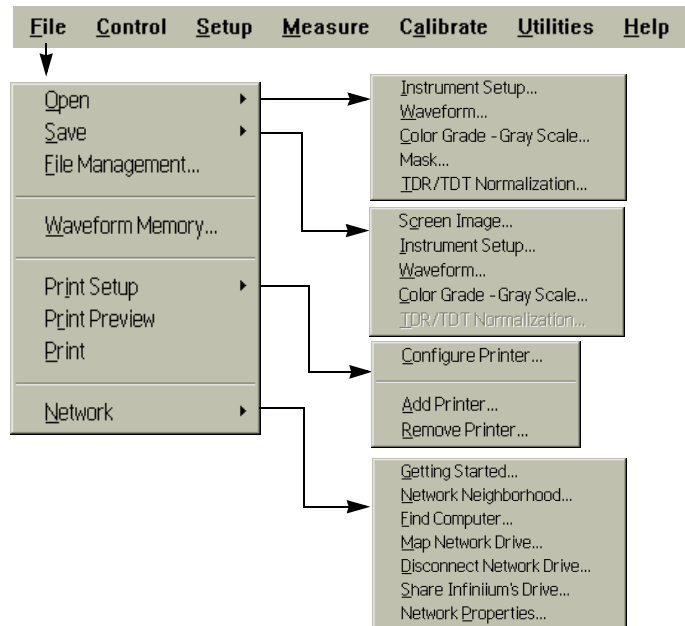 File Control Setup Measure Calibrate Utilities Help
Open
Save
File Management...
Waveform Memory...
Print Setup
Print Preview
Print
Network
Instrument Setup...
Waveform...
Color Grade - Gray Scale...
Mask...
TDR/TDT Normalization...
Screen Image...
Instrument Setup...
Waveform...
Color Grade - Gray Scale...
TDR/TDT Normalization...
Configure Printer...
Add Printer...
Remove Printer...
Getting Started...
Network Neighborhood...
Find Computer...
Map Network Drive...
Disconnect Network Drive...
Share Infiniium's Drive...
Network Properties...